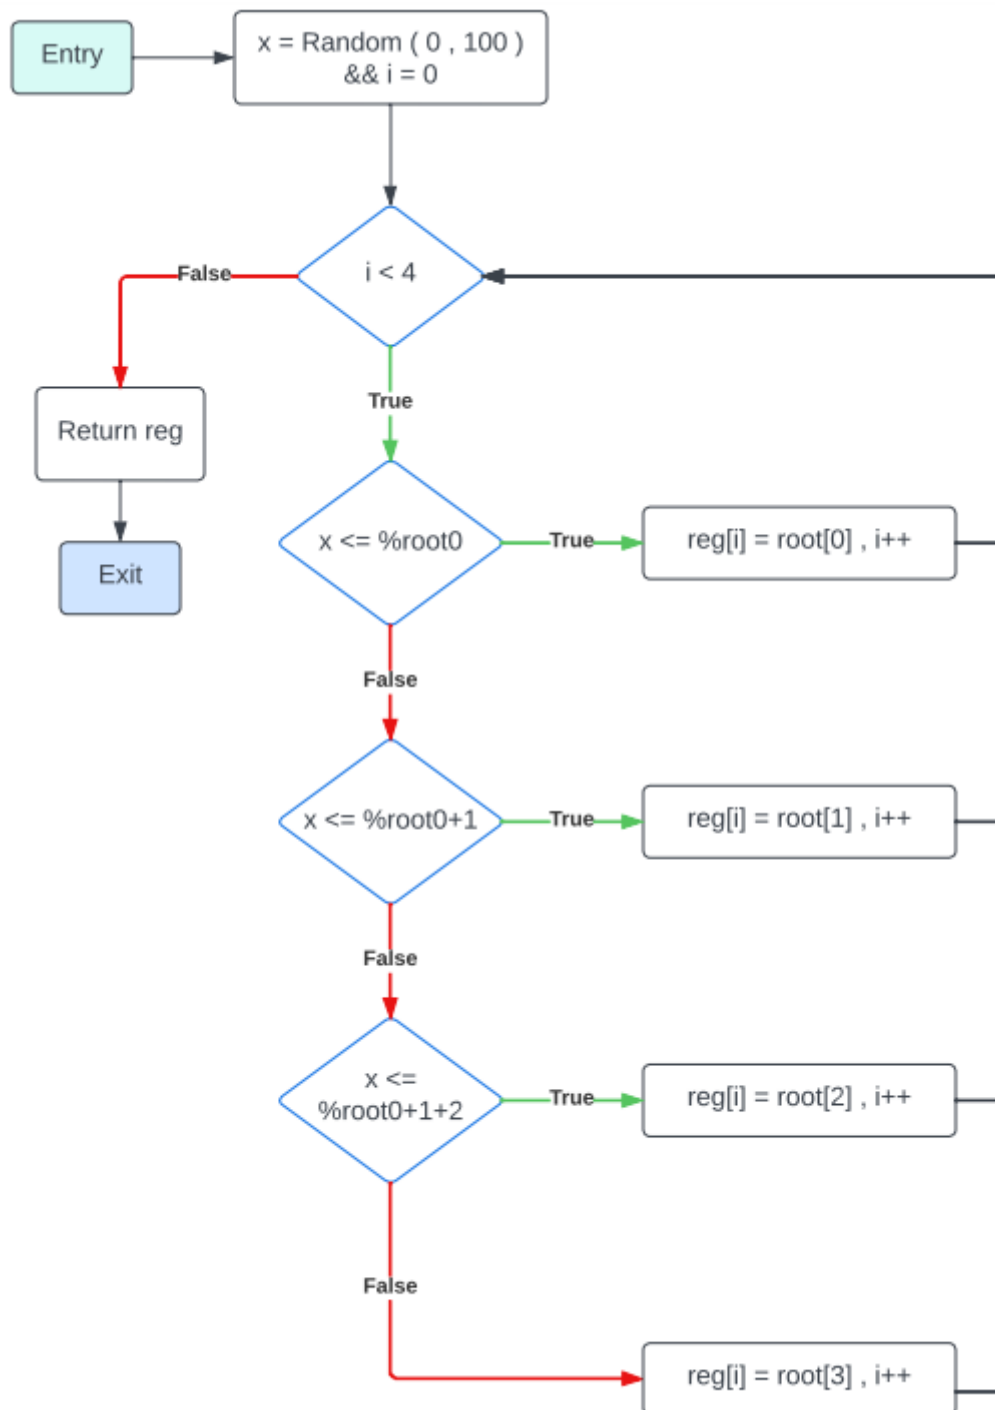 Entry
x = Random ( 0 , 100 )
&& i = 0
i < 4
False
True
Return reg
Exit
x <= %root0
True
reg[i] = root[0] , i++
False
x <= %root0+1
True
reg[i] = root[1] , i++
False
x <=
%root0+1+2
True
reg[i] = root[2] , i++
False
reg[i] = root[3] , i++